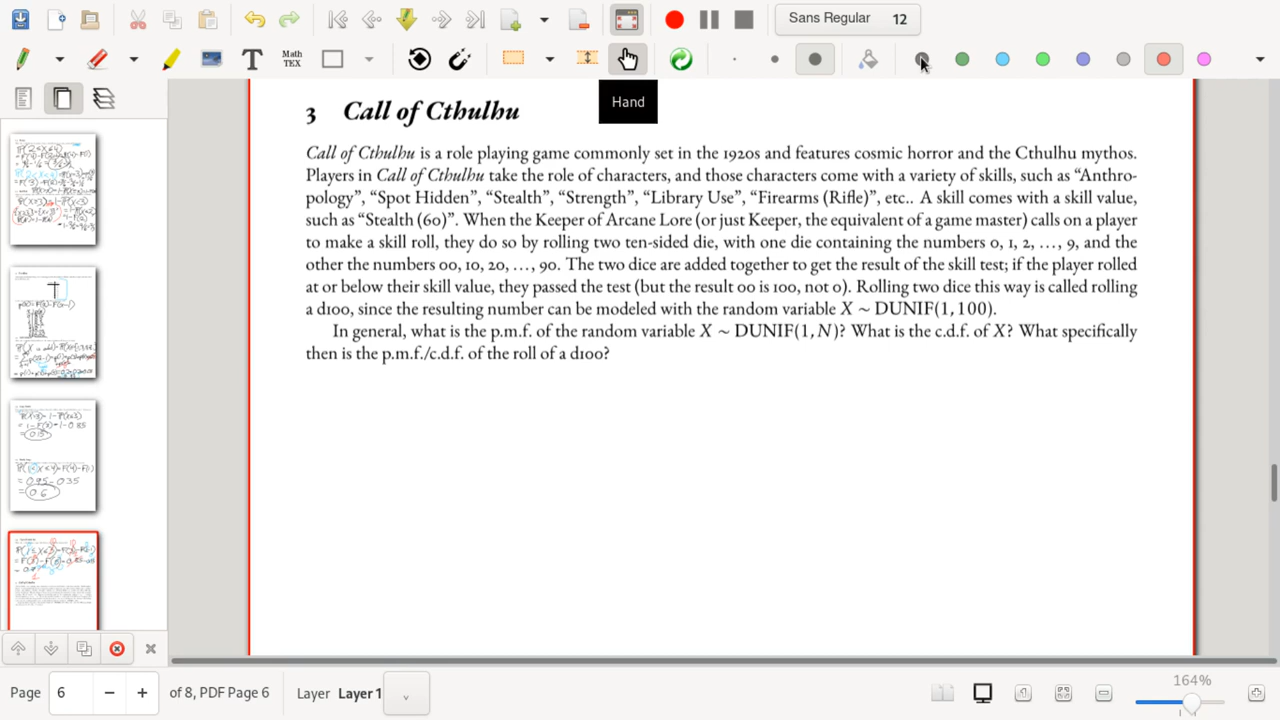 Sans Regular 12
Math
TEX
Hand
3 Call of Cthulhu
Call of Cthulhu is a role playing game commonly set in the 1920s and features cosmic horror and the Cthulhu mythos.
Players in Call of Cthulhu take the role of characters, and those characters come with a variety of skills, such as “Anthro-
pology”, “Spot Hidden”, “Stealth”, “Strength”, “Library Use”, “Firearms (Rifle)”, etc.. A skill comes with a skill value,
such as “Stealth (60)”. When the Keeper of Arcane Lore (or just Keeper, the equivalent of a game master) calls on a player
to make a skill roll, they do so by rolling two ten-sided die, with one die containing the numbers 0, 1, 2, …, 9, and the
other the numbers 00, 10, 20, …, 90. The two dice are added together to get the result of the skill test; if the player rolled
at or below their skill value, they passed the test (but the result 00 is 100, not 0). Rolling two dice this way is called rolling
a d100, since the resulting number can be modeled with the random variable X ~ DUNIF(1, 100).
In general, what is the p.m.f. of the random variable X ~ DUNIF(1, N)? What is the c.d.f. of X? What specifically
then is the p.m.f./c.d.f. of the roll of a d100?
Page 6 of 8, PDF Page 6 Layer Layer 1 164%